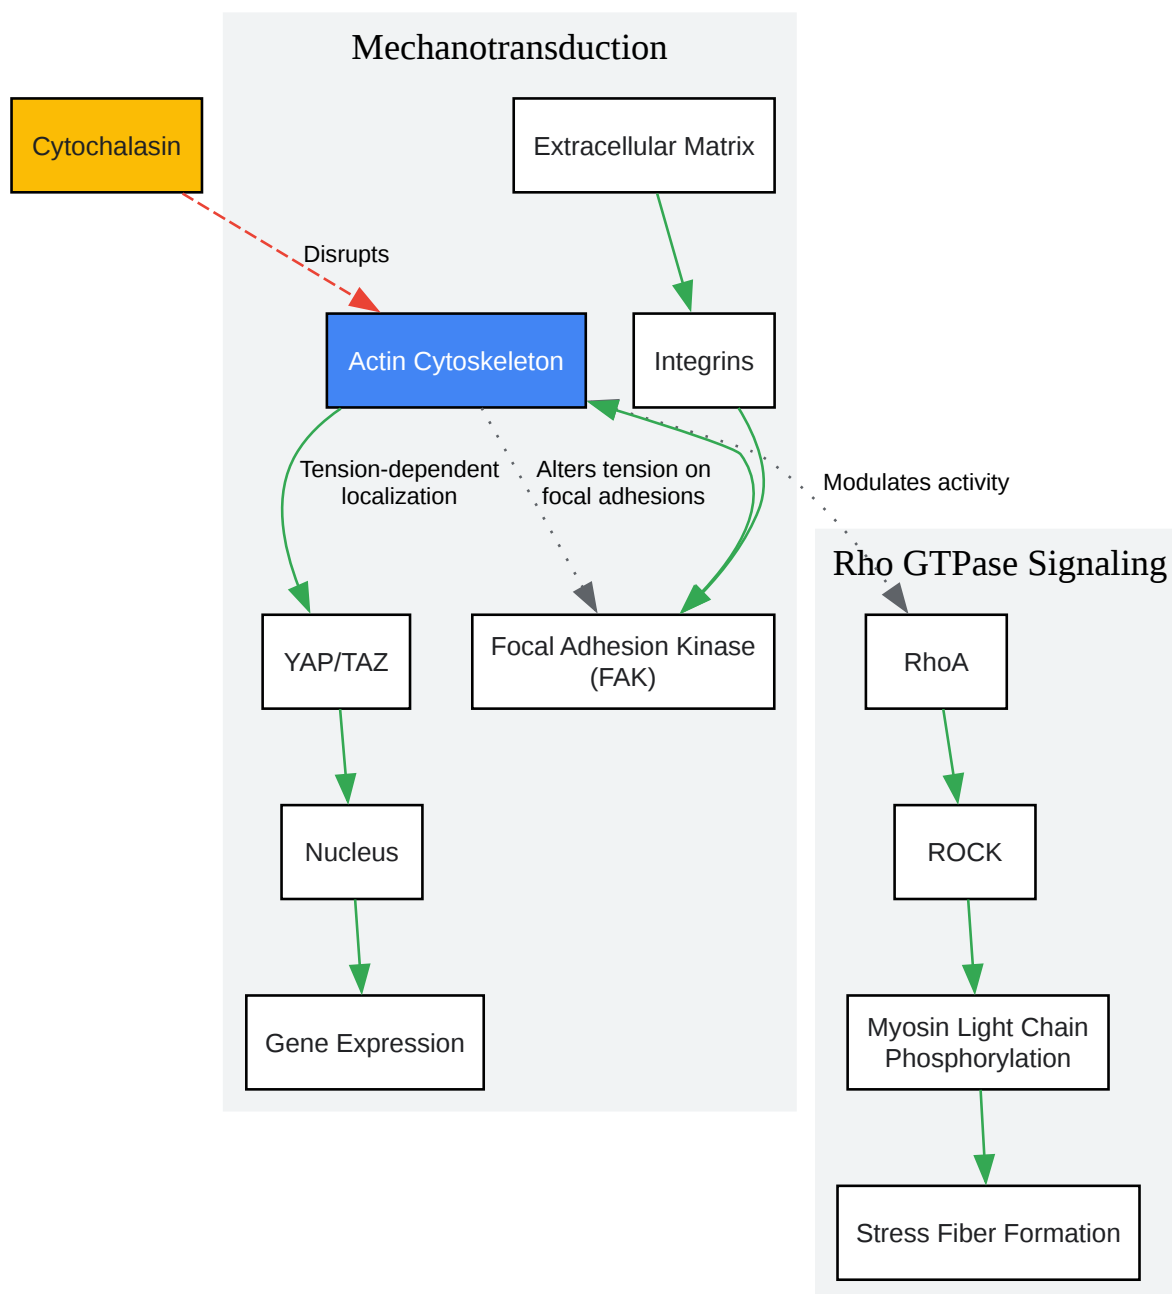 Mechanotransduction
Cytochalasin
Extracellular Matrix
Disrupts
Actin Cytoskeleton
Integrins
Tension-dependent
localization
Alters tension on
focal adhesions
Modulates activity
Rho GTPase Signaling
YAP/TAZ
Focal Adhesion Kinase
(FAK)
RhoA
Nucleus
ROCK
Gene Expression
Myosin Light Chain
Phosphorylation
Stress Fiber Formation